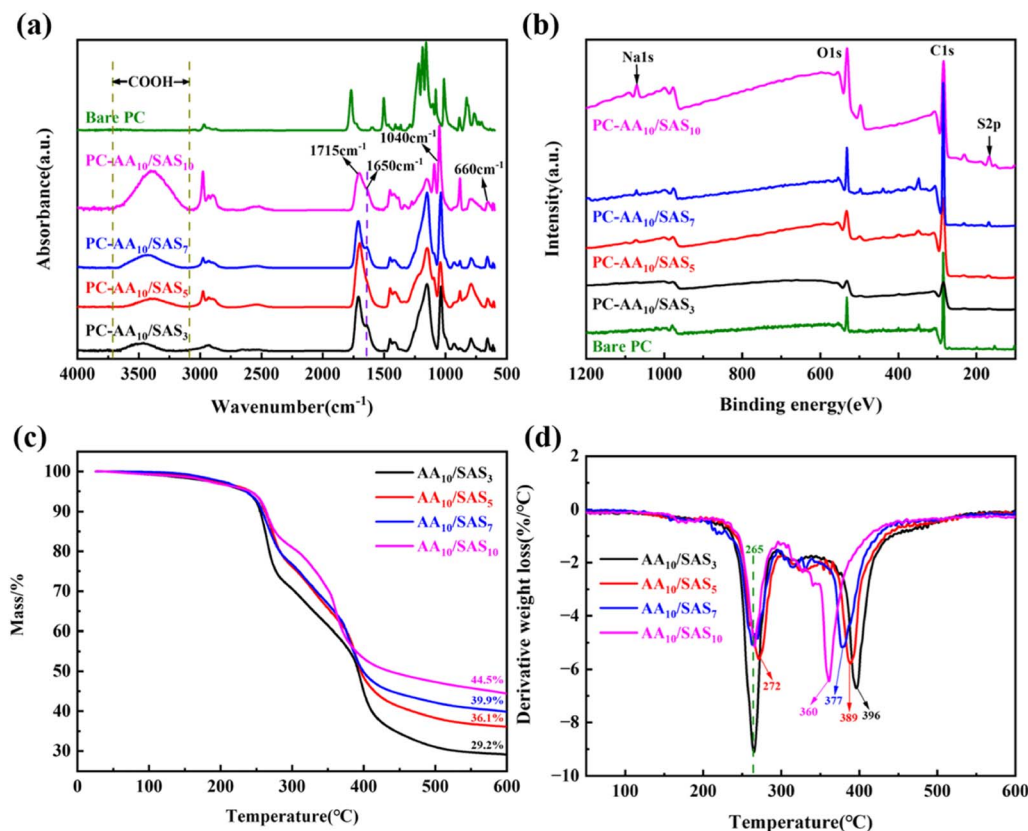 (a)
COOH
Bare PC
PC-AA₁₀/SAS₁₀
1715cm⁻¹
1650cm⁻¹
1040cm⁻¹
660cm⁻¹
PC-AA₁₀/SAS₇
PC-AA₁₀/SAS₅
PC-AA₁₀/SAS₃
Absorbance(a.u.)
4000 3500 3000 2500 2000 1500 1000 500
Wavenumber(cm⁻¹)
(b)
Na1s
O1s
C1s
S2p
PC-AA₁₀/SAS₁₀
PC-AA₁₀/SAS₇
PC-AA₁₀/SAS₅
PC-AA₁₀/SAS₃
Bare PC
Intensity(a.u.)
1200 1000 800 600 400 200
Binding energy(eV)
(c)
100
90
80
70
60
50
40
30
Mass/%
AA₁₀/SAS₃
AA₁₀/SAS₅
AA₁₀/SAS₇
AA₁₀/SAS₁₀
44.5%
39.9%
36.1%
29.2%
0 100 200 300 400 500 600
Temperature(℃)
(d)
2
0
−2
−4
−6
−8
−10
Derivative weight loss(%/℃)
265
AA₁₀/SAS₃
AA₁₀/SAS₅
AA₁₀/SAS₇
AA₁₀/SAS₁₀
272
360
377
389
396
100 200 300 400 500 600
Temperature(℃)